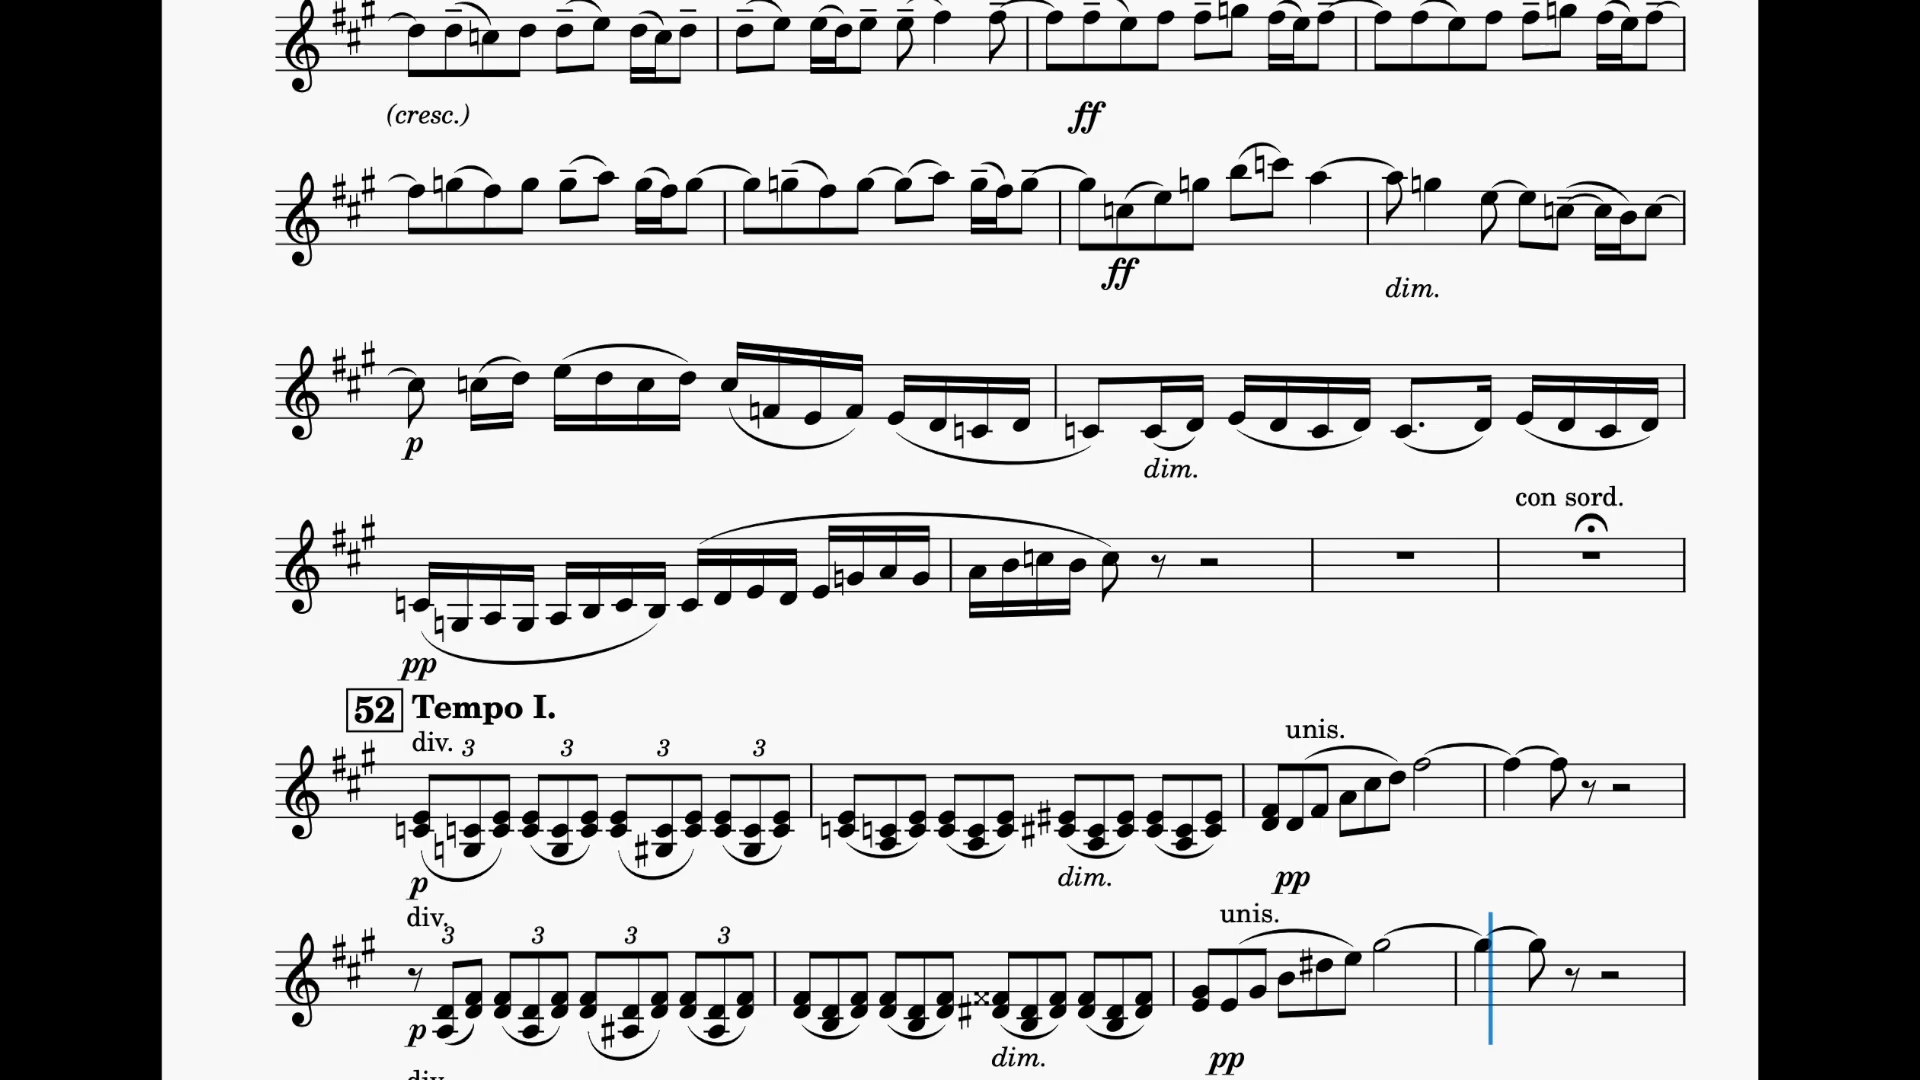 (cresc.)
ff
ff
dim.
p
dim.
con sord.
pp
52 Tempo I.
div. 3 3 3 3
unis.
p
dim.
pp
div.
3 3 3 3
unis.
p
dim.
pp